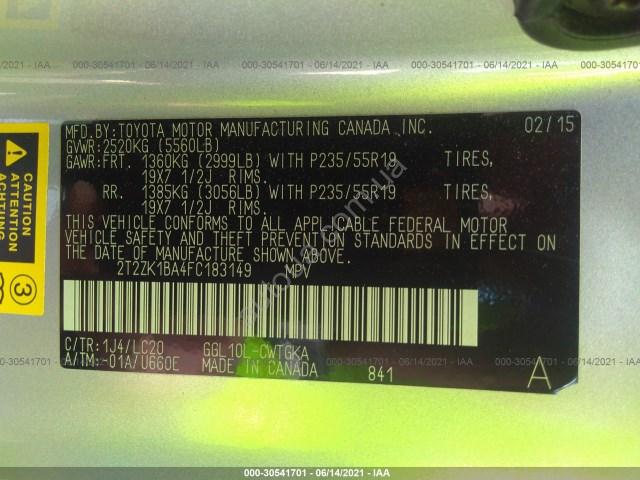 000-30541701 - 06/14/2021 - IAA
MFD.BY:TOYOTA MOTOR MANUFACTURING CANADA INC. 02/15
GVWR:2520KG (5560LB)
GAWR:FRT. 1360KG (2999LB) WITH P235/55R19 TIRES,
19X7 1/2J RIMS.
RR. 1385KG (3056LB) WITH P235/55R19 TIRES,
19X7 1/2J RIMS.
THIS VEHICLE CONFORMS TO ALL APPLICABLE FEDERAL MOTOR
VEHICLE SAFETY AND THEFT PREVENTION STANDARDS IN EFFECT ON
THE DATE OF MANUFACTURE SHOWN ABOVE.
2T2ZK1BA4FC183149 MPV
C/TR:1J4/LC20 GGL10L-CWTGKA
A/TM:-01A/U660E MADE IN CANADA 841 A
3
000-30541701 - 06/14/2021 - IAA